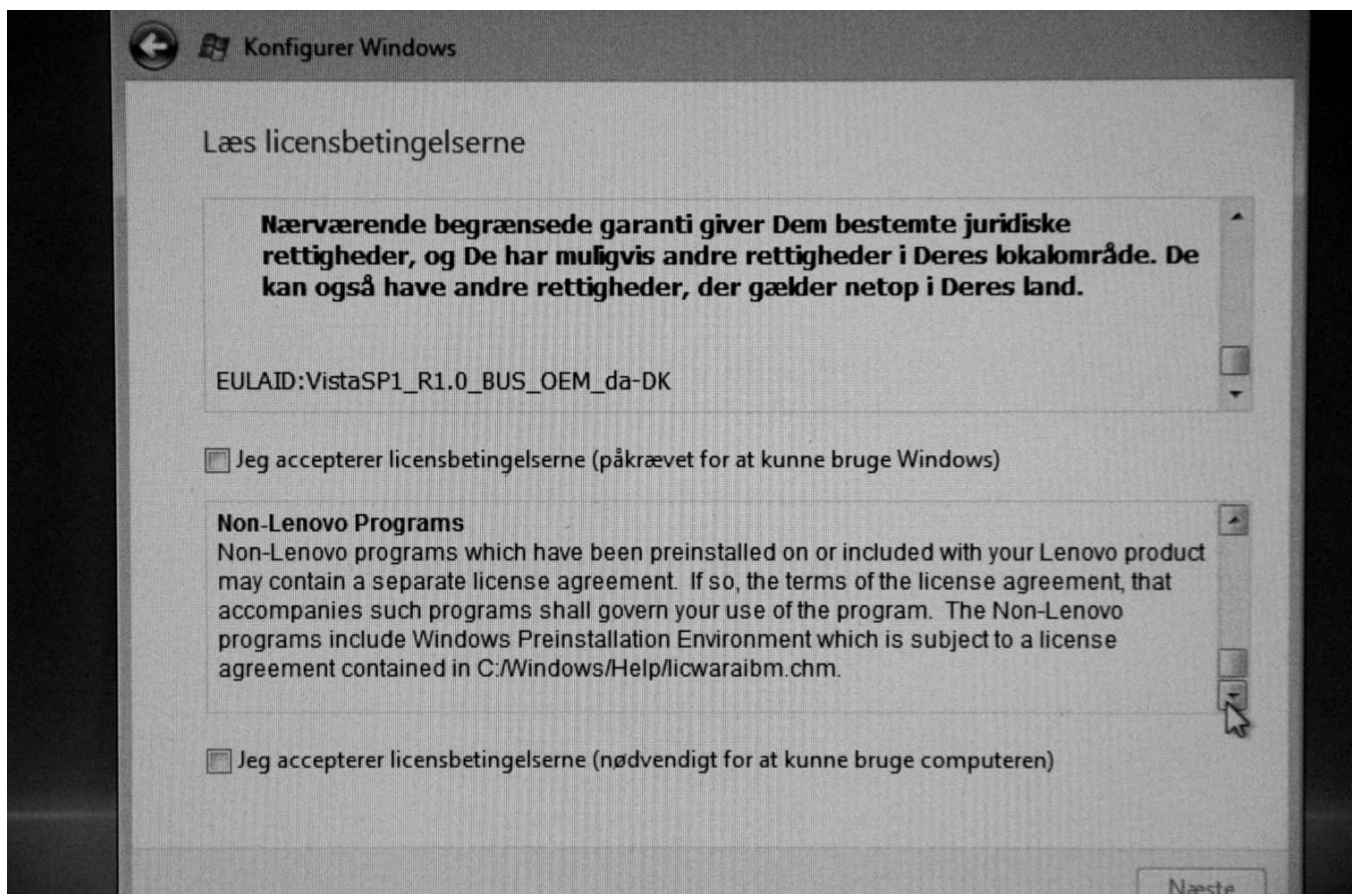 Konfigurer Windows
Læs licensbetingelserne
Nærværende begrænsede garanti giver Dem bestemte juridiske
rettigheder, og De har muligvis andre rettigheder i Deres lokalområde. De
kan også have andre rettigheder, der gælder netop i Deres land.
EULAID:VistaSP1_R1.0_BUS_OEM_da-DK
Jeg accepterer licensbetingelserne (påkrævet for at kunne bruge Windows)
Non-Lenovo Programs
Non-Lenovo programs which have been preinstalled on or included with your Lenovo product
may contain a separate license agreement.  If so, the terms of the license agreement, that
accompanies such programs shall govern your use of the program.  The Non-Lenovo
programs include Windows Preinstallation Environment which is subject to a license
agreement contained in C:/Windows/Help/licwaraibm.chm.
Jeg accepterer licensbetingelserne (nødvendigt for at kunne bruge computeren)
Næste